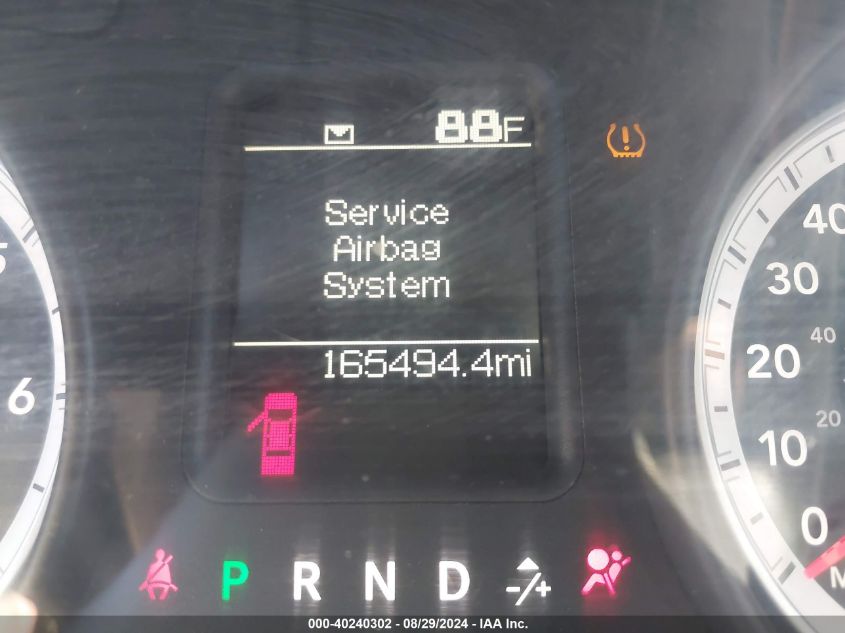 88F
Service
Airbag
System
165494.4mi
5
6
40
30
20
10
0
40
20
M
P R N D -/+
000-40240302 - 08/29/2024 - IAA Inc.